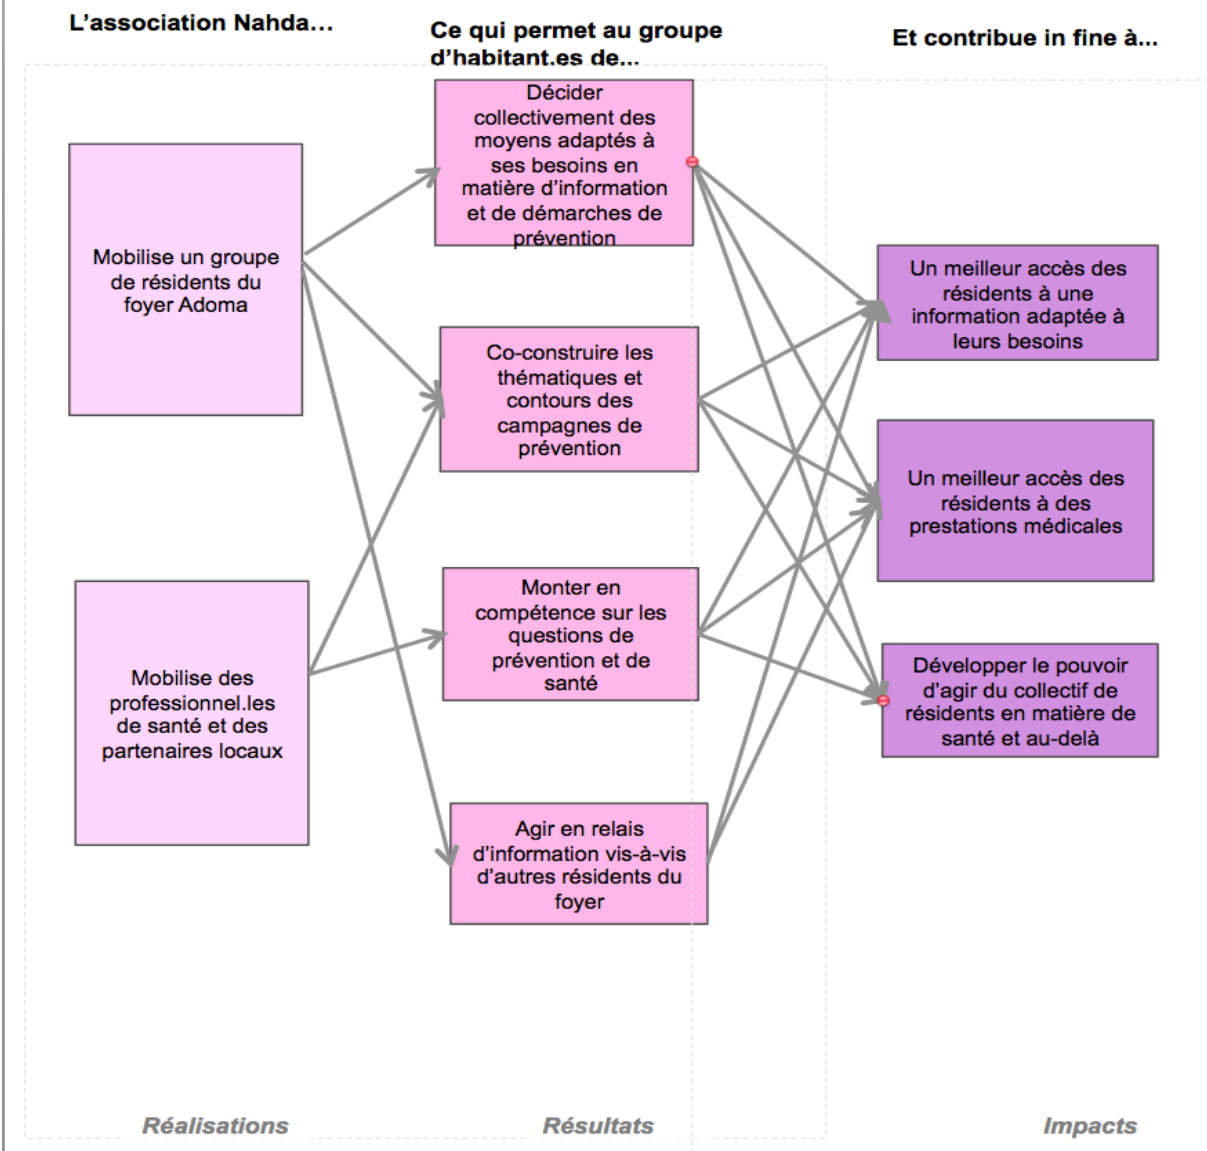 L’association Nahda…
Ce qui permet au groupe
d’habitant.es de...
Et contribue in fine à...
Mobilise un groupe
de résidents du
foyer Adoma
Mobilise des
professionnel.les
de santé et des
partenaires locaux
Décider
collectivement des
moyens adaptés à
ses besoins en
matière d’information
et de démarches de
prévention
Co-construire les
thématiques et
contours des
campagnes de
prévention
Monter en
compétence sur les
questions de
prévention et de
santé
Agir en relais
d’information vis-à-vis
d’autres résidents du
foyer
Un meilleur accès des
résidents à une
information adaptée à
leurs besoins
Un meilleur accès des
résidents à des
prestations médicales
Développer le pouvoir
d’agir du collectif de
résidents en matière de
santé et au-delà
Réalisations
Résultats
Impacts